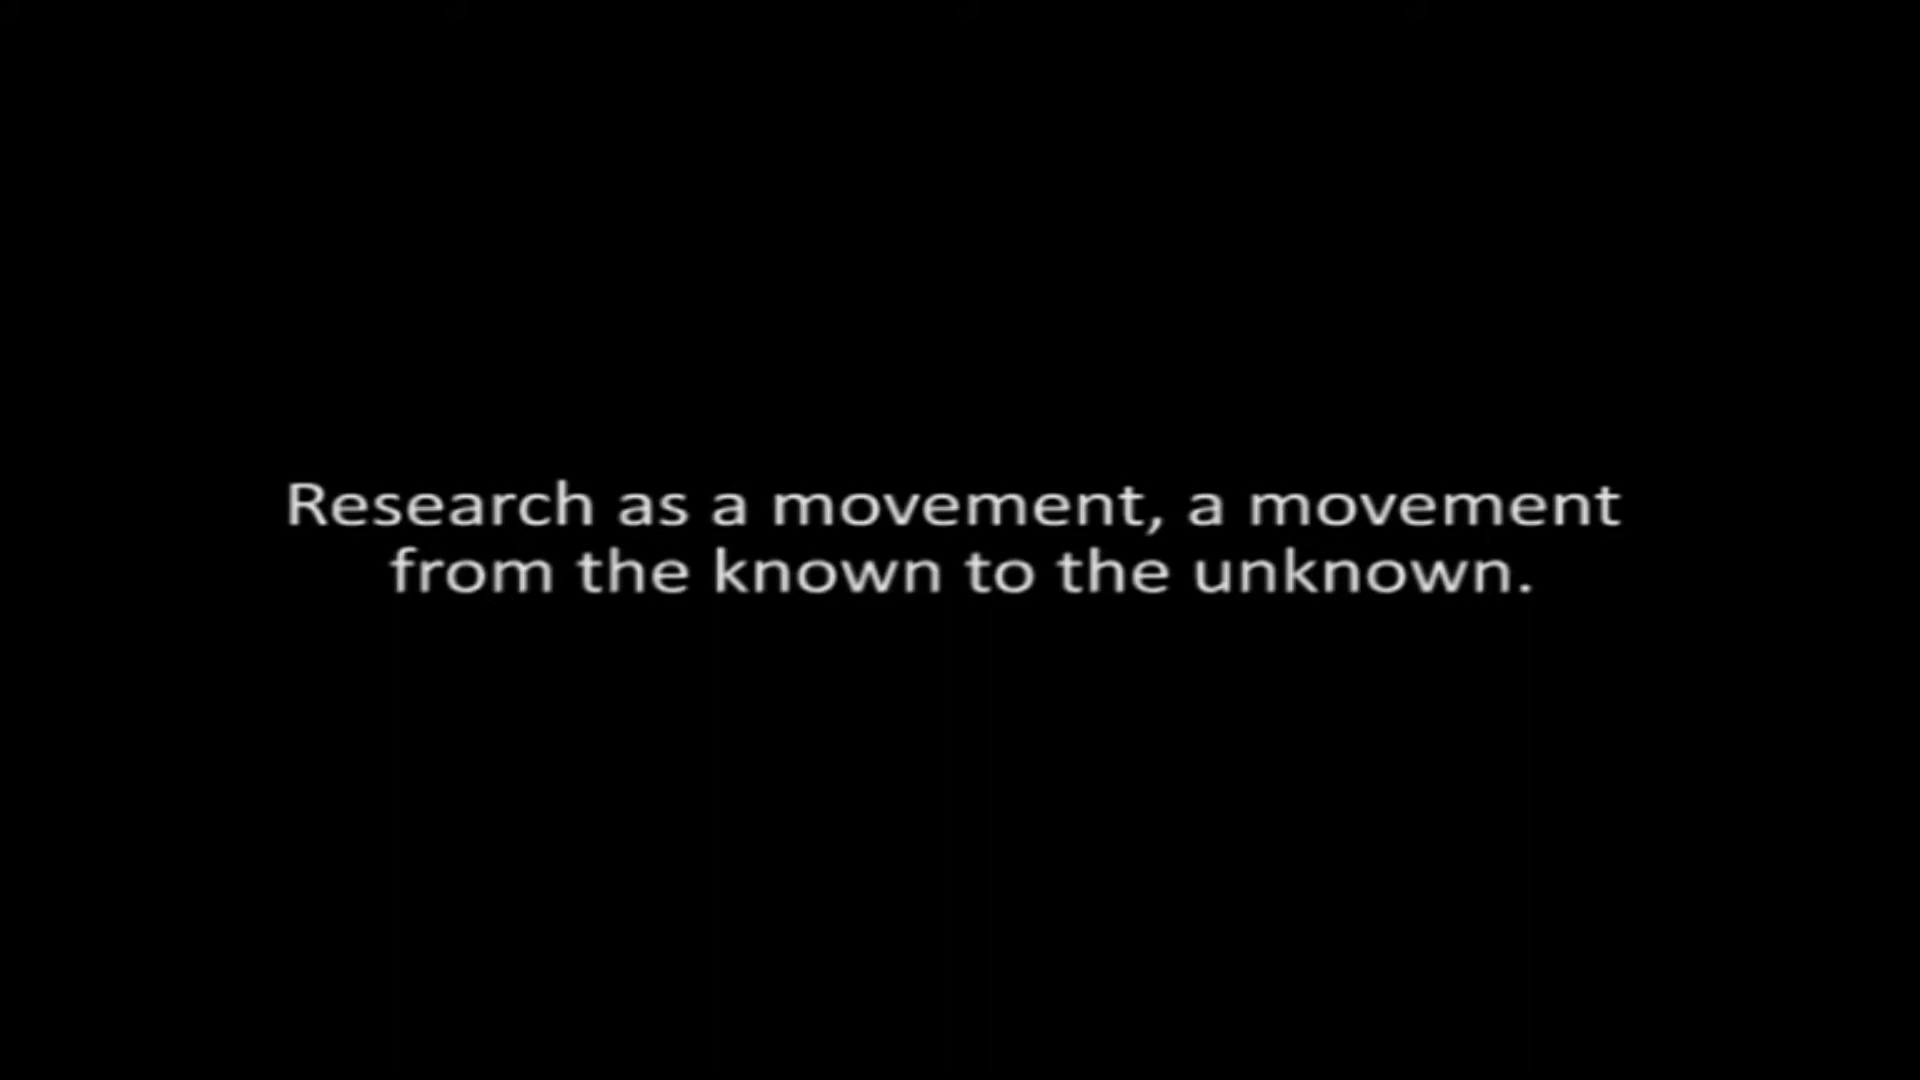 Research as a movement, a movement
from the known to the unknown.